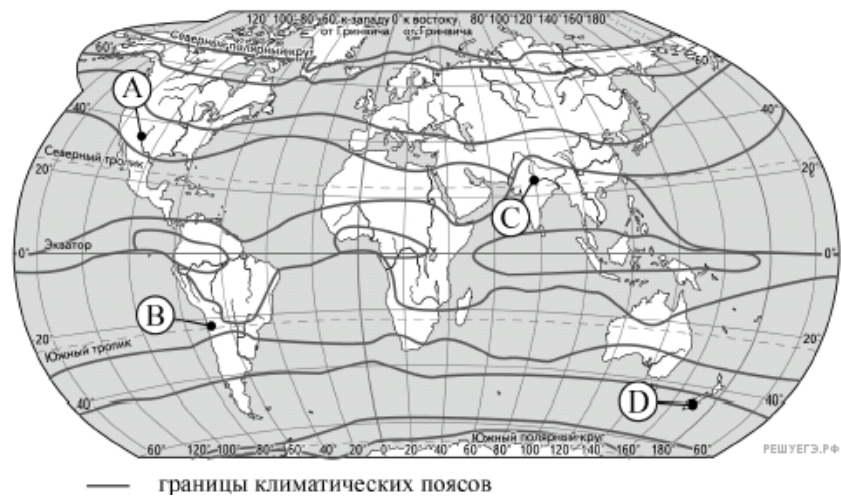 120 100 80 60 к западу 0 к востоку 80 100 120 140 160 180
от Гринвича от Гринвича
Северный полярный круг
60° 60°
A
40° 40°
Северный тропик
20° 20°
C
0° Экватор 0°
B
20° 20°
Южный тропик
D
40° 40°
Южный полярный круг
60° 120 100 80 60 40 20 0 20 40 60 80 100 120 140 160 180 60°
РЕШУЕГЭ.РФ
границы климатических поясов